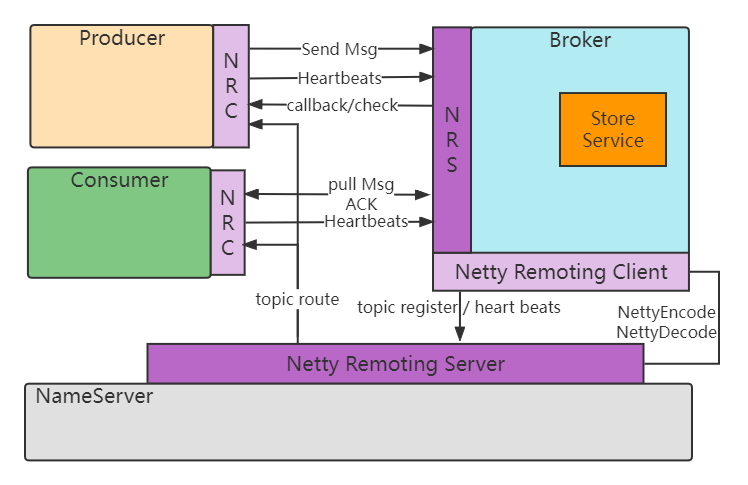 Producer
N
R
C
Send Msg
Heartbeats
callback/check
Broker
N
R
S
Store
Service
Consumer
N
R
C
pull Msg
ACK
Heartbeats
Netty Remoting Client
topic route
topic register / heart beats
NettyEncode
NettyDecode
Netty Remoting Server
NameServer